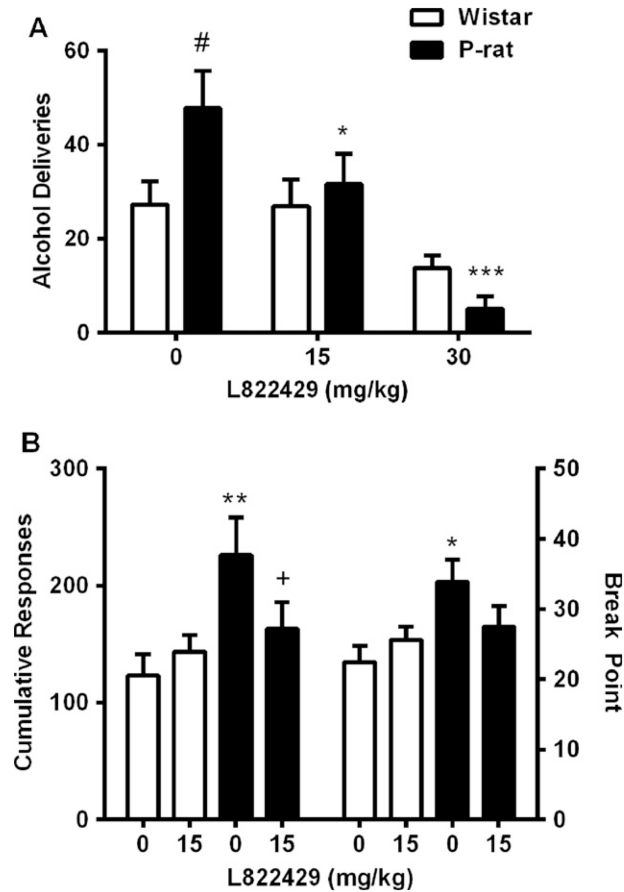 A
Wistar
P-rat
60
40
20
0
Alcohol Deliveries
#
*
***
0 15 30
L822429 (mg/kg)
B
300
200
100
0
Cumulative Responses
** + *
50
40
30
20
10
0
Break Point
0 15 0 15 0 15 0 15
L822429 (mg/kg)